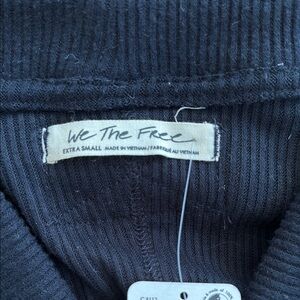 We The Free
EXTRA SMALL MADE IN VIETNAM / FABRIQUÉ AU VIETNAM